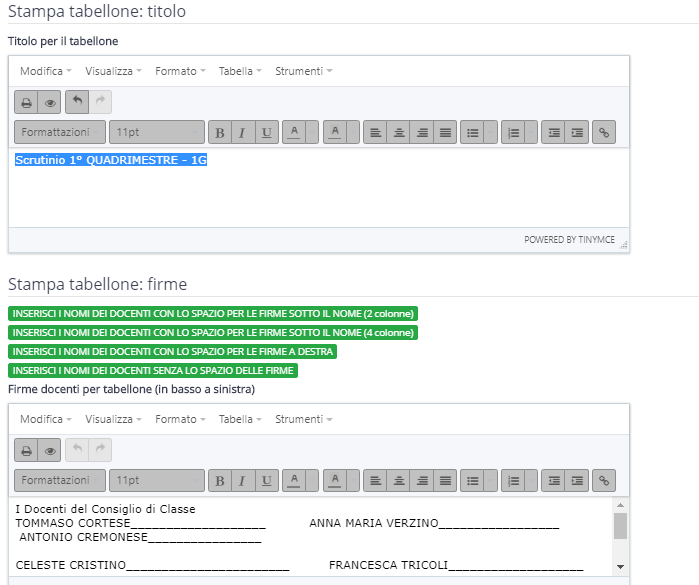 Stampa tabellone: titolo
Titolo per il tabellone
Modifica Visualizza Formato Tabella Strumenti
Formattazioni 11pt B I U A A
Scrutinio 1° QUADRIMESTRE - 1G
POWERED BY TINYMCE
Stampa tabellone: firme
INSERISCI I NOMI DEI DOCENTI CON LO SPAZIO PER LE FIRME SOTTO IL NOME (2 colonne)
INSERISCI I NOMI DEI DOCENTI CON LO SPAZIO PER LE FIRME SOTTO IL NOME (4 colonne)
INSERISCI I NOMI DEI DOCENTI CON LO SPAZIO PER LE FIRME A DESTRA
INSERISCI I NOMI DEI DOCENTI SENZA LO SPAZIO DELLE FIRME
Firme docenti per tabellone (in basso a sinistra)
Modifica Visualizza Formato Tabella Strumenti
Formattazioni 11pt B I U A A
I Docenti del Consiglio di Classe
TOMMASO CORTESE___________________ ANNA MARIA VERZINO_________________
ANTONIO CREMONESE________________
CELESTE CRISTINO_______________________ FRANCESCA TRICOLI___________________